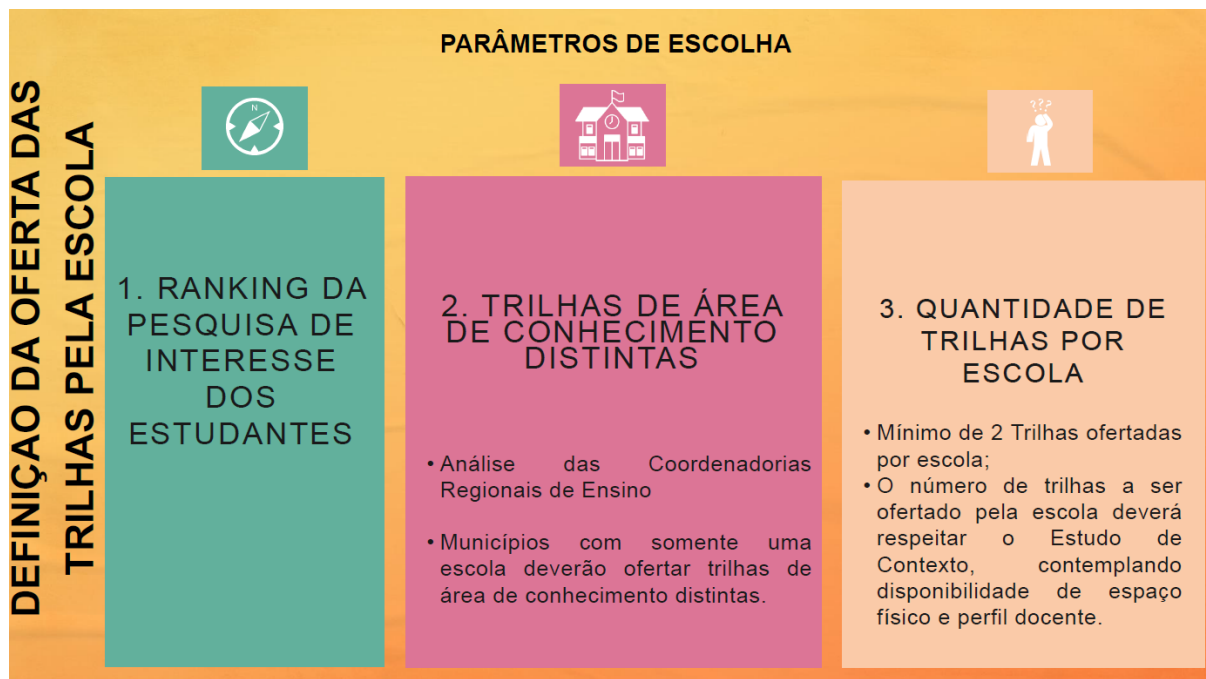 PARÂMETROS DE ESCOLHA
DEFINIÇAO DA OFERTA DAS
TRILHAS PELA ESCOLA
N
1. RANKING DA
PESQUISA DE
INTERESSE
DOS
ESTUDANTES
2. TRILHAS DE ÁREA
DE CONHECIMENTO
DISTINTAS
• Análise das Coordenadorias
Regionais de Ensino
• Municípios com somente uma
escola deverão ofertar trilhas de
área de conhecimento distintas.
???
3. QUANTIDADE DE
TRILHAS POR
ESCOLA
• Mínimo de 2 Trilhas ofertadas
por escola;
• O número de trilhas a ser
ofertado pela escola deverá
respeitar o Estudo de
Contexto, contemplando
disponibilidade de espaço
físico e perfil docente.